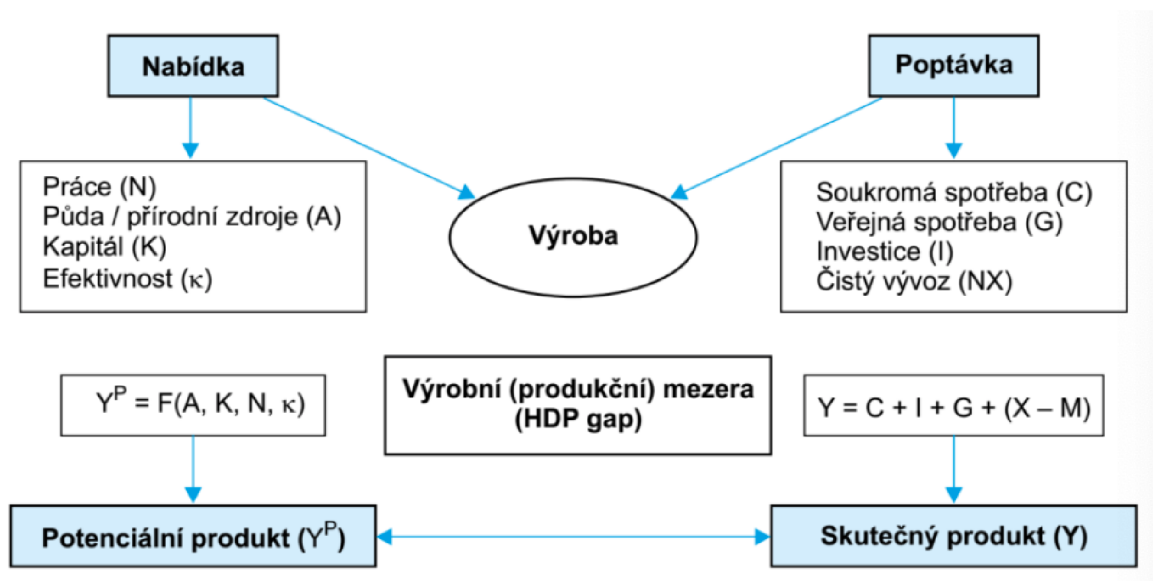 Nabídka
Poptávka
Práce (N)
Půda / přírodní zdroje (A)
Kapitál (K)
Efektivnost (κ)
Výroba
Soukromá spotřeba (C)
Veřejná spotřeba (G)
Investice (I)
Čistý vývoz (NX)
Y^P = F(A, K, N, κ)
Výrobní (produkční) mezera
(HDP gap)
Y = C + I + G + (X – M)
Potenciální produkt (Y^P)
Skutečný produkt (Y)